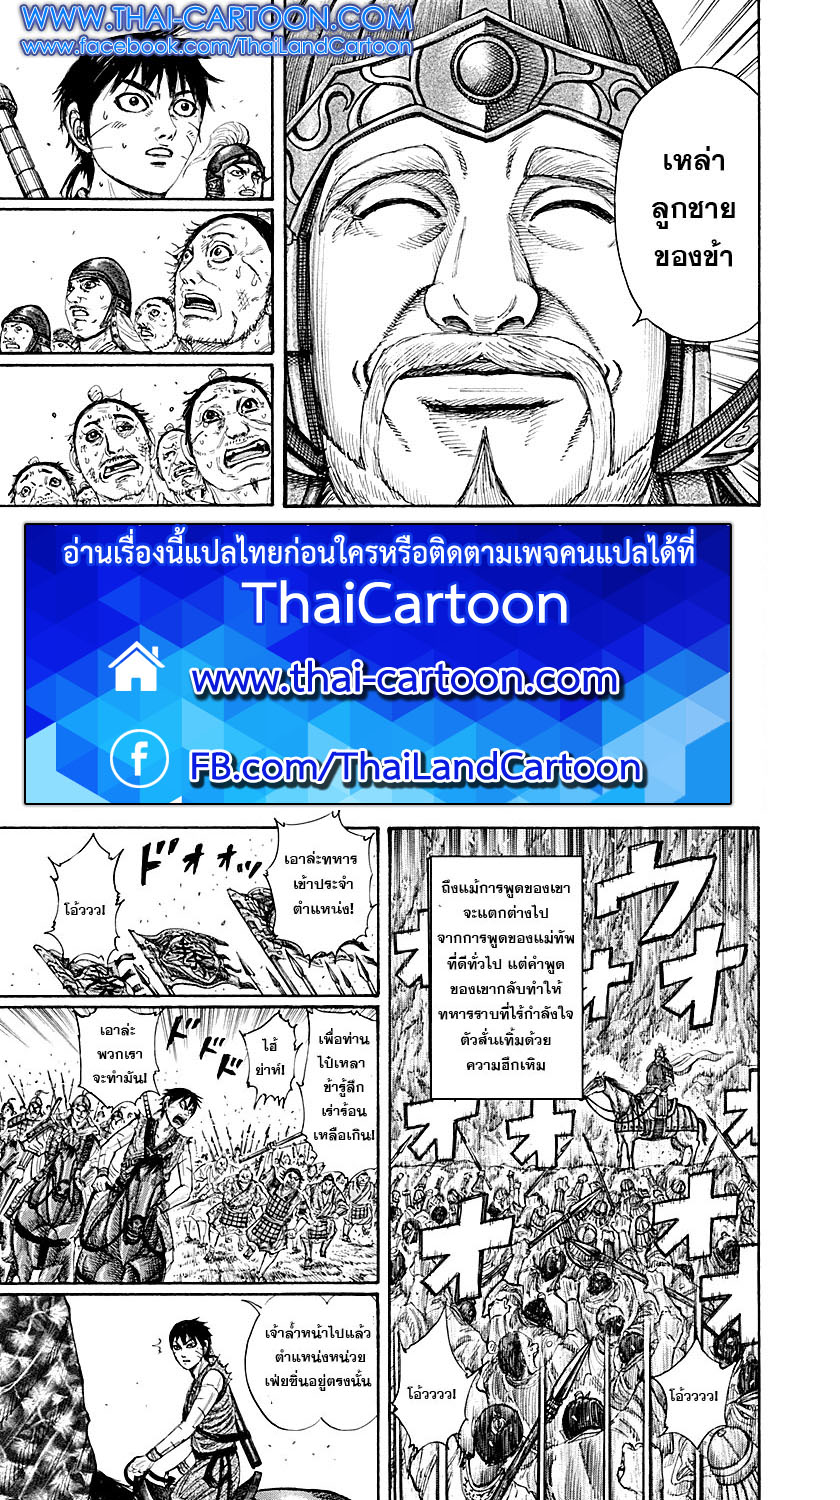 WWW.THAI-CARTOON.COM
www.facebook.com/ThaiLandCartoon
เหล่า
ลูกชาย
ของข้า
อ่านเรื่องนี้แปลไทยก่อนใครหรือติดตามเพจคนแปลได้ที่
ThaiCartoon
www.thai-cartoon.com
f
FB.com/ThaiLandCartoon
ウオオ
オオオオオ
ถึงแม้การพูดของเขา
จะแตกต่างไป
จากการพูดของแม่ทัพ
ที่ดีทั่วไป แต่คำพูด
ของเขากลับทำให้
ทหารราบที่ไร้กำลังใจ
ตัวสั่นเทิ้มด้วย
ความฮึกเหิม
โอ้วววว!
โอ้วววว!
เอาล่ะทหาร
เข้าประจำ
ตำแหน่ง!
ドオオッ
โอ้ววว!
เพื่อท่าน
ไป๋เหลา
ข้ารู้สึก
เร่าร้อน
เหลือเกิน!
ไฮ้
ย่าห์!
ドドド
เอาล่ะ
พวกเรา
จะทำมัน!
เจ้าล้ำหน้าไปแล้ว
ตำแหน่งหน่วย
เฟยซิ่นอยู่ตรงนั้น